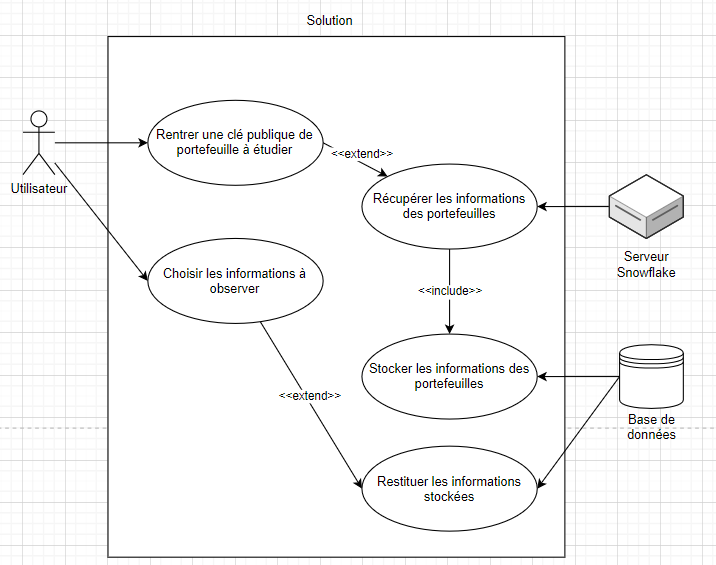 Solution
Rentrer une clé publique de
portefeuille à étudier
<<extend>>
Utilisateur
Récupérer les informations
des portefeuilles
Serveur
Snowflake
Choisir les informations à
observer
<<include>>
Stocker les informations des
portefeuilles
<<extend>>
Base de
données
Restituer les informations
stockées